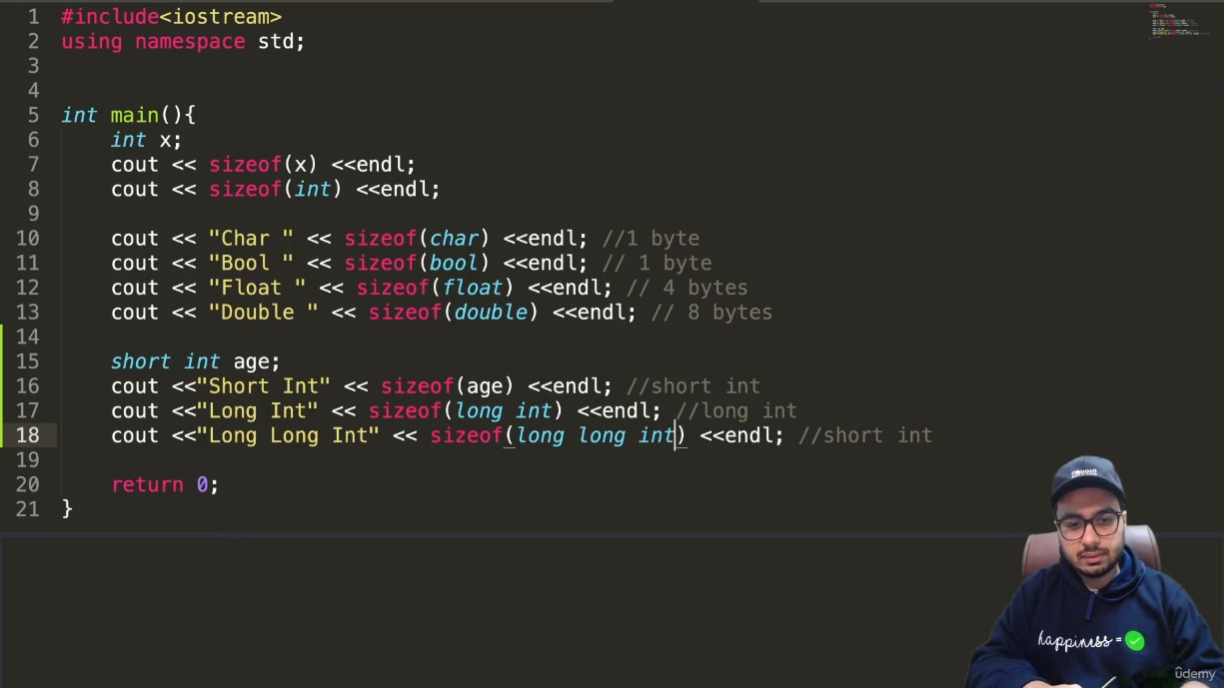 1 #include<iostream>
2 using namespace std;
3
4
5 int main(){
6     int x;
7     cout << sizeof(x) <<endl;
8     cout << sizeof(int) <<endl;
9
10     cout << "Char " << sizeof(char) <<endl; //1 byte
11     cout << "Bool " << sizeof(bool) <<endl; // 1 byte
12     cout << "Float " << sizeof(float) <<endl; // 4 bytes
13     cout << "Double " << sizeof(double) <<endl; // 8 bytes
14
15     short int age;
16     cout <<"Short Int" << sizeof(age) <<endl; //short int
17     cout <<"Long Int" << sizeof(long int) <<endl; //long int
18     cout <<"Long Long Int" << sizeof(long long int) <<endl; //short int
19
20     return 0;
21 }
happiness =
udemy